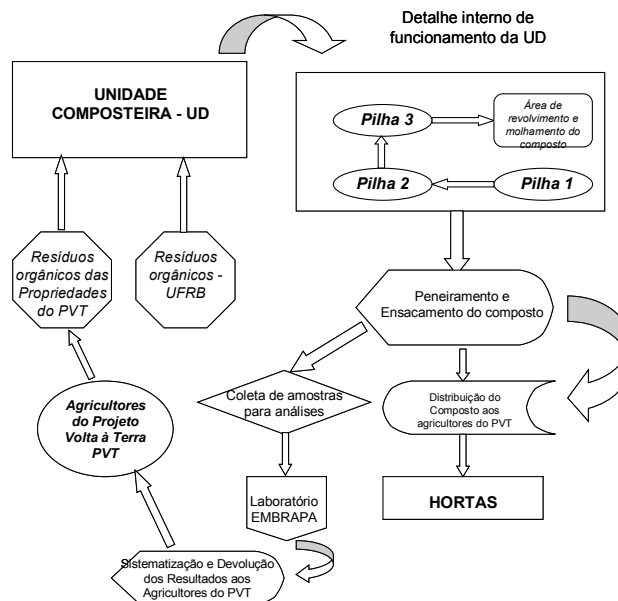 Detalhe interno de
funcionamento da UD
UNIDADE
COMPOSTEIRA - UD
Pilha 3
Área de
revolvimento e
molhamento do
composto
Pilha 2
Pilha 1
Resíduos
orgânicos das
Propriedades
do PVT
Resíduos
orgânicos -
UFRB
Peneiramento e
Ensacamento do composto
Agricultores
do Projeto
Volta à Terra
PVT
Coleta de amostras
para análises
Distribuição do
Composto aos
agricultores do PVT
Laboratório
EMBRAPA
HORTAS
Sistematização e Devolução
dos Resultados aos
Agricultores do PVT